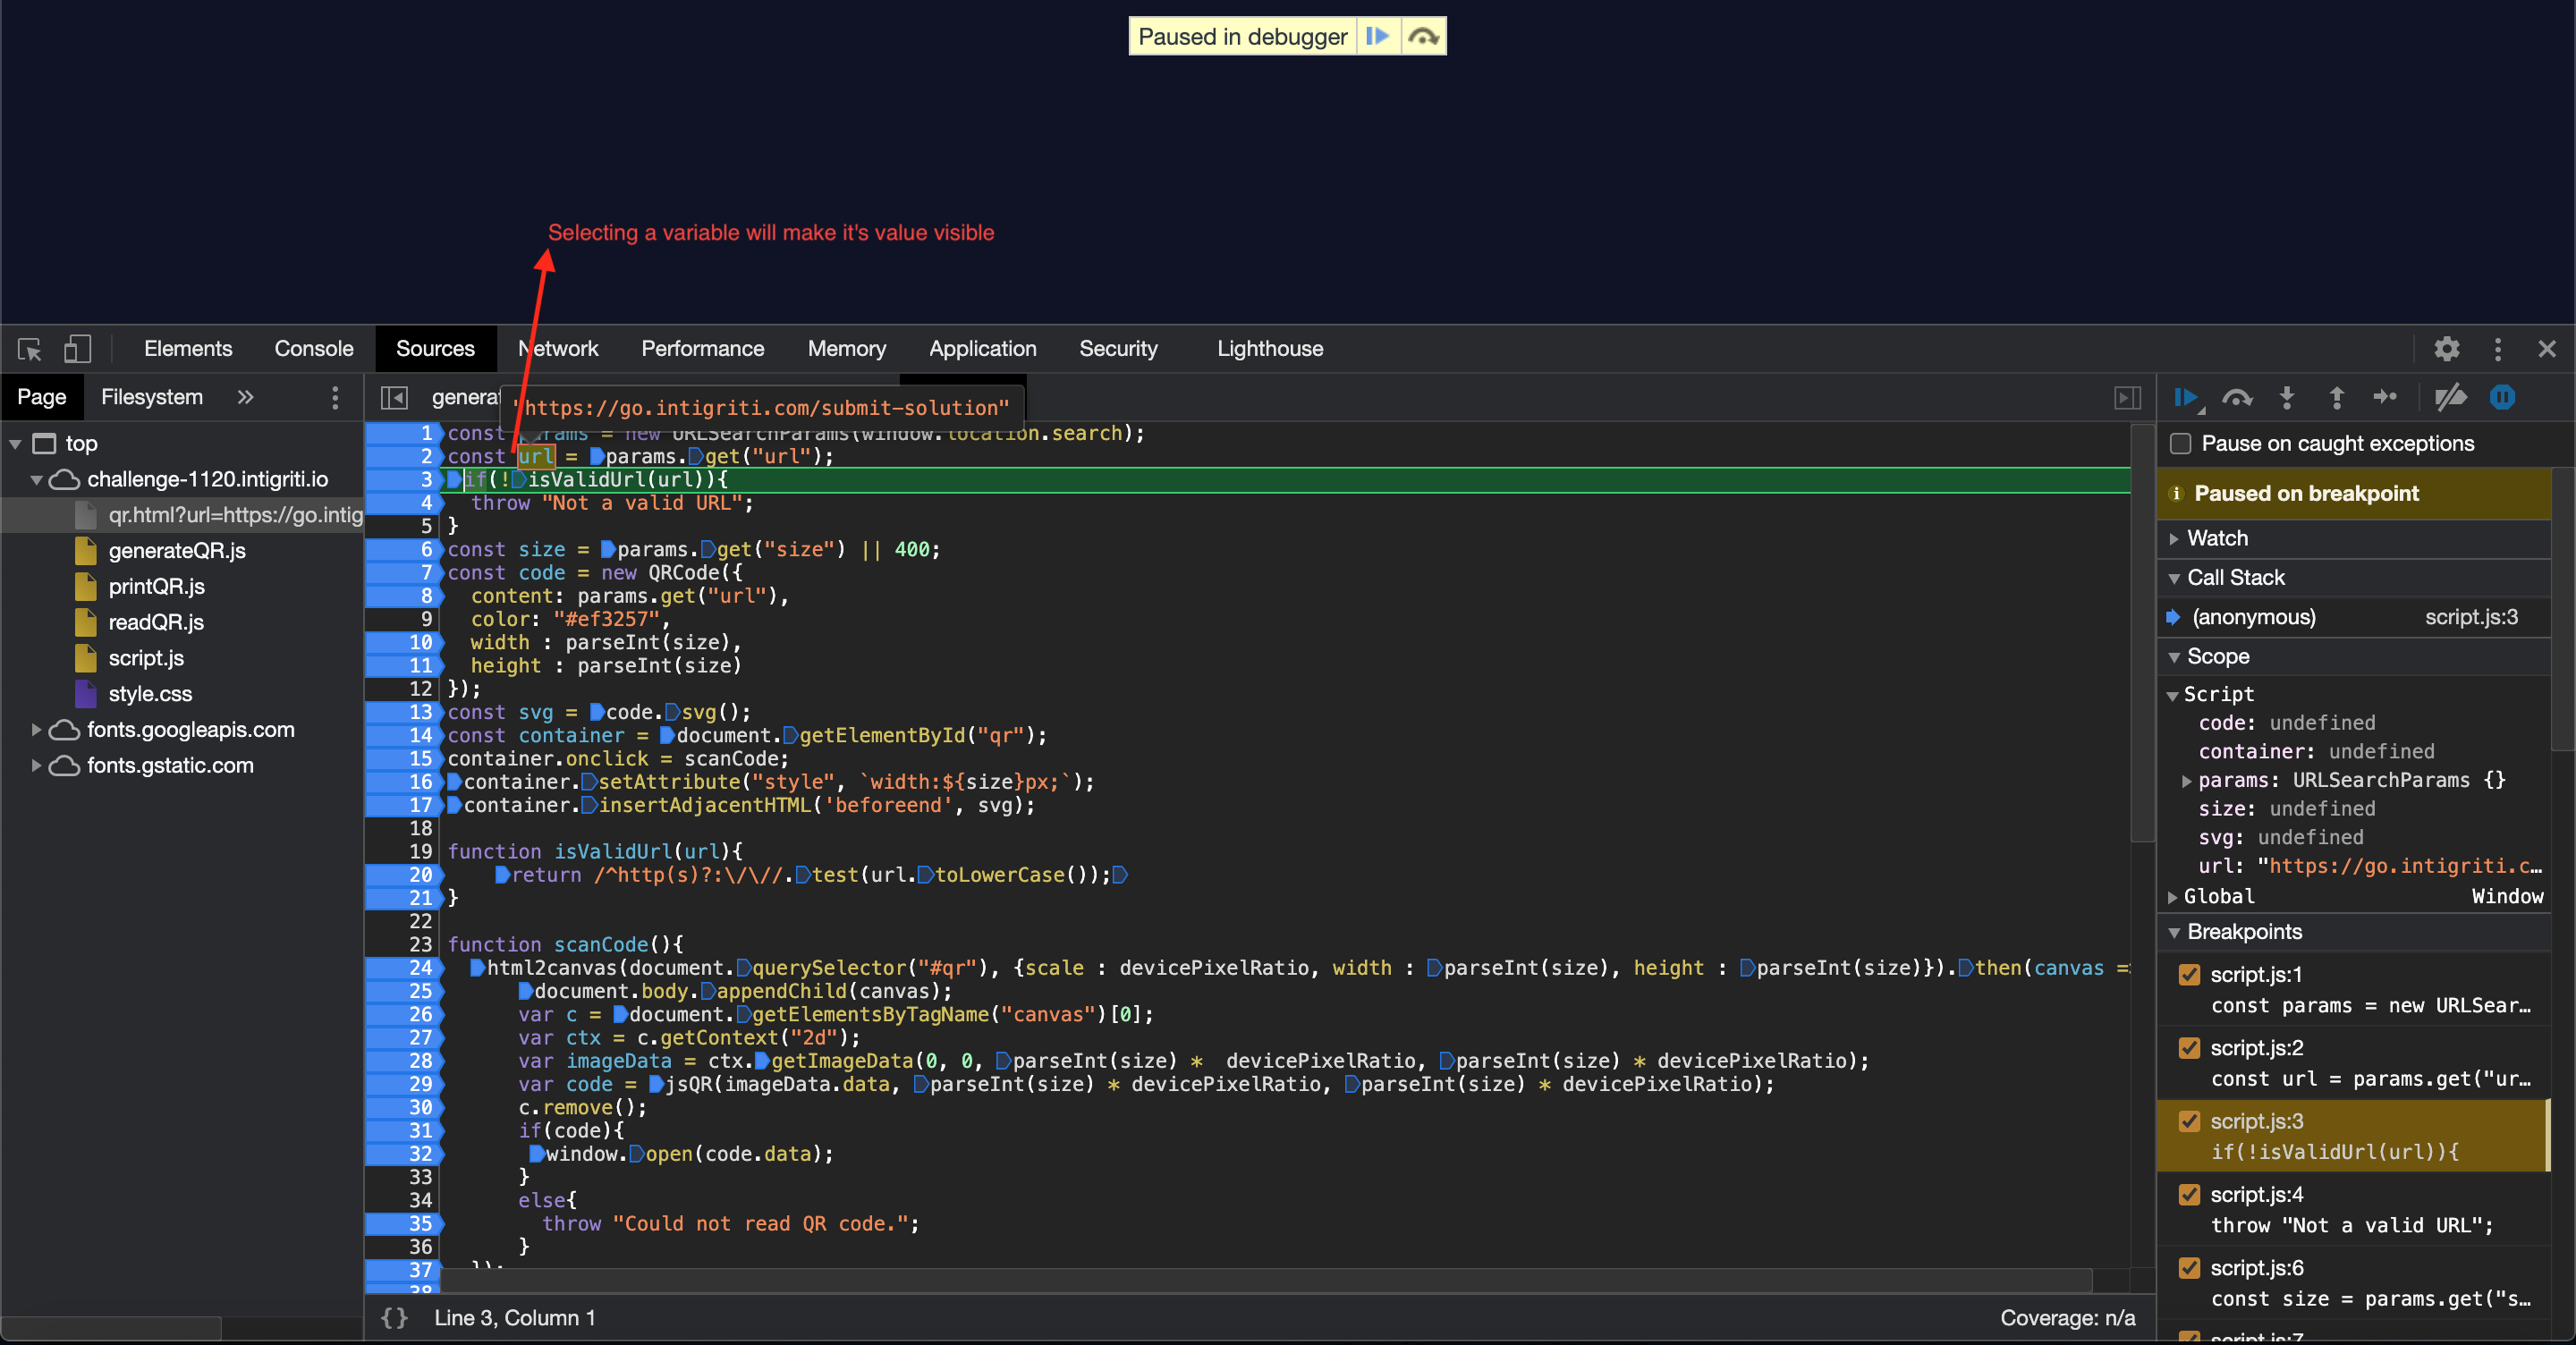 Paused in debugger
Selecting a variable will make it's value visible
Elements Console Sources Network Performance Memory Application Security Lighthouse
Page Filesystem » genera
"https://go.intigriti.com/submit-solution"
Pause on caught exceptions
Paused on breakpoint
Watch
Call Stack
(anonymous) script.js:3
Scope
Script
code: undefined
container: undefined
params: URLSearchParams {}
size: undefined
svg: undefined
url: "https://go.intigriti.c…
Global Window
Breakpoints
script.js:1
const params = new URLSear…
script.js:2
const url = params.get("ur…
script.js:3
if(!isValidUrl(url)){
script.js:4
throw "Not a valid URL";
script.js:6
const size = params.get("s…
script.js:7
top
challenge-1120.intigriti.io
qr.html?url=https://go.intig
generateQR.js
printQR.js
readQR.js
script.js
style.css
fonts.googleapis.com
fonts.gstatic.com
1 const params = new URLSearchParams(window.location.search);
2 const url = params.get("url");
3 if(!isValidUrl(url)){
4 throw "Not a valid URL";
5 }
6 const size = params.get("size") || 400;
7 const code = new QRCode({
8 content: params.get("url"),
9 color: "#ef3257",
10 width : parseInt(size),
11 height : parseInt(size)
12 });
13 const svg = code.svg();
14 const container = document.getElementById("qr");
15 container.onclick = scanCode;
16 container.setAttribute("style", `width:${size}px;`);
17 container.insertAdjacentHTML('beforeend', svg);
18
19 function isValidUrl(url){
20 return /^http(s)?:\/\//.test(url.toLowerCase());
21 }
22
23 function scanCode(){
24 html2canvas(document.querySelector("#qr"), {scale : devicePixelRatio, width : parseInt(size), height : parseInt(size)}).then(canvas =
25 document.body.appendChild(canvas);
26 var c = document.getElementsByTagName("canvas")[0];
27 var ctx = c.getContext("2d");
28 var imageData = ctx.getImageData(0, 0, parseInt(size) * devicePixelRatio, parseInt(size) * devicePixelRatio);
29 var code = jsQR(imageData.data, parseInt(size) * devicePixelRatio, parseInt(size) * devicePixelRatio);
30 c.remove();
31 if(code){
32 window.open(code.data);
33 }
34 else{
35 throw "Could not read QR code.";
36 }
37 });
38
{} Line 3, Column 1 Coverage: n/a